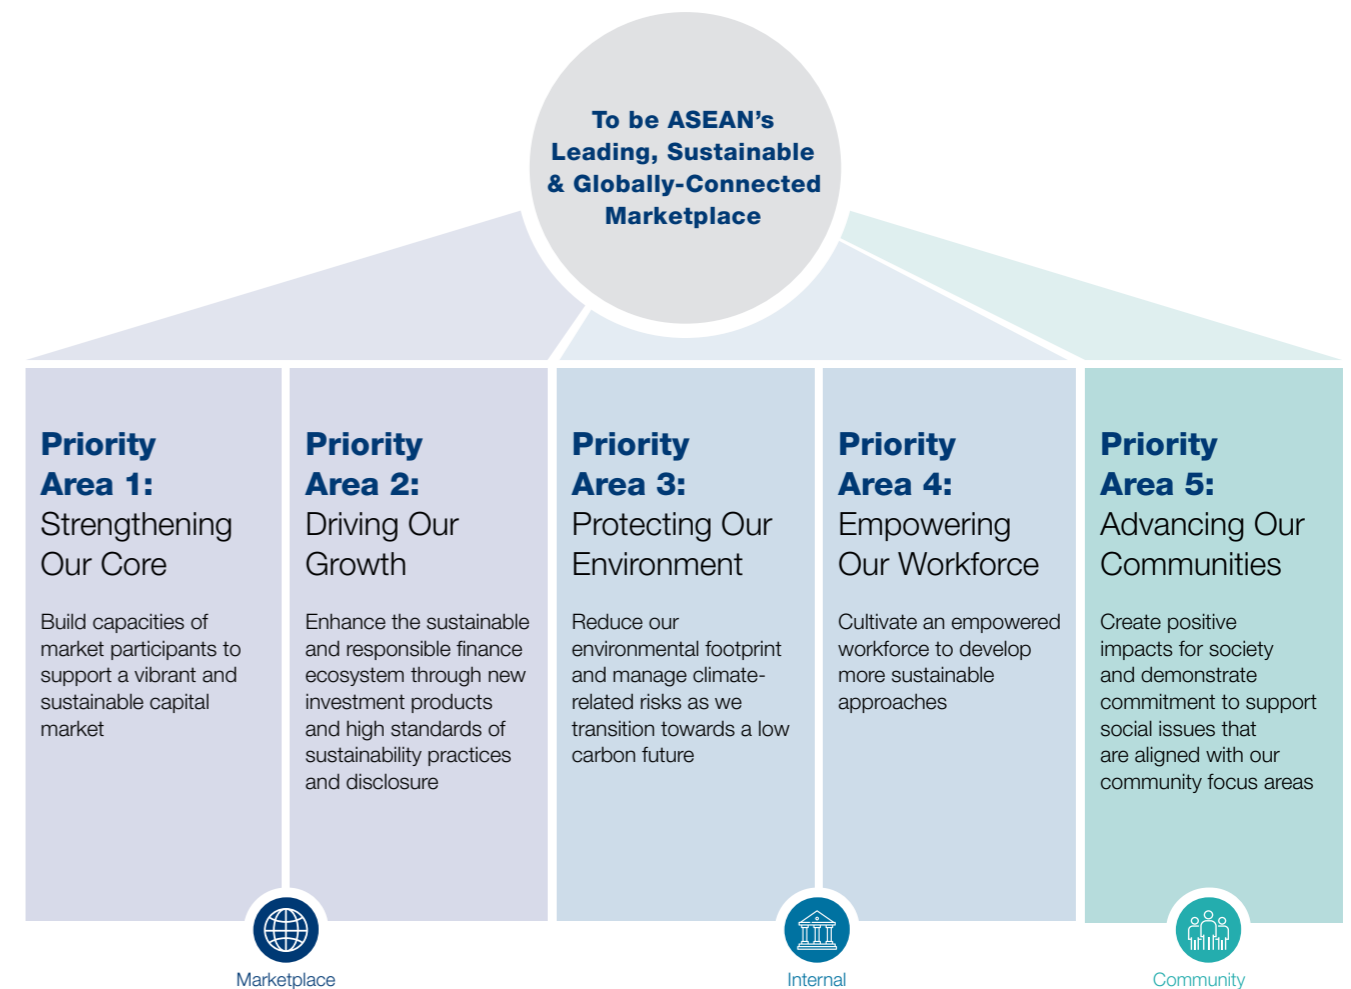 To be ASEAN’s
Leading, Sustainable
& Globally-Connected
Marketplace
Priority
Area 1:
Strengthening
Our Core
Build capacities of
market participants to
support a vibrant and
sustainable capital
market
Priority
Area 2:
Driving Our
Growth
Enhance the sustainable
and responsible finance
ecosystem through new
investment products
and high standards of
sustainability practices
and disclosure
Priority
Area 3:
Protecting Our
Environment
Reduce our
environmental footprint
and manage climate-
related risks as we
transition towards a low
carbon future
Priority
Area 4:
Empowering
Our Workforce
Cultivate an empowered
workforce to develop
more sustainable
approaches
Priority
Area 5:
Advancing Our
Communities
Create positive
impacts for society
and demonstrate
commitment to support
social issues that
are aligned with our
community focus areas
Marketplace
Internal
Community